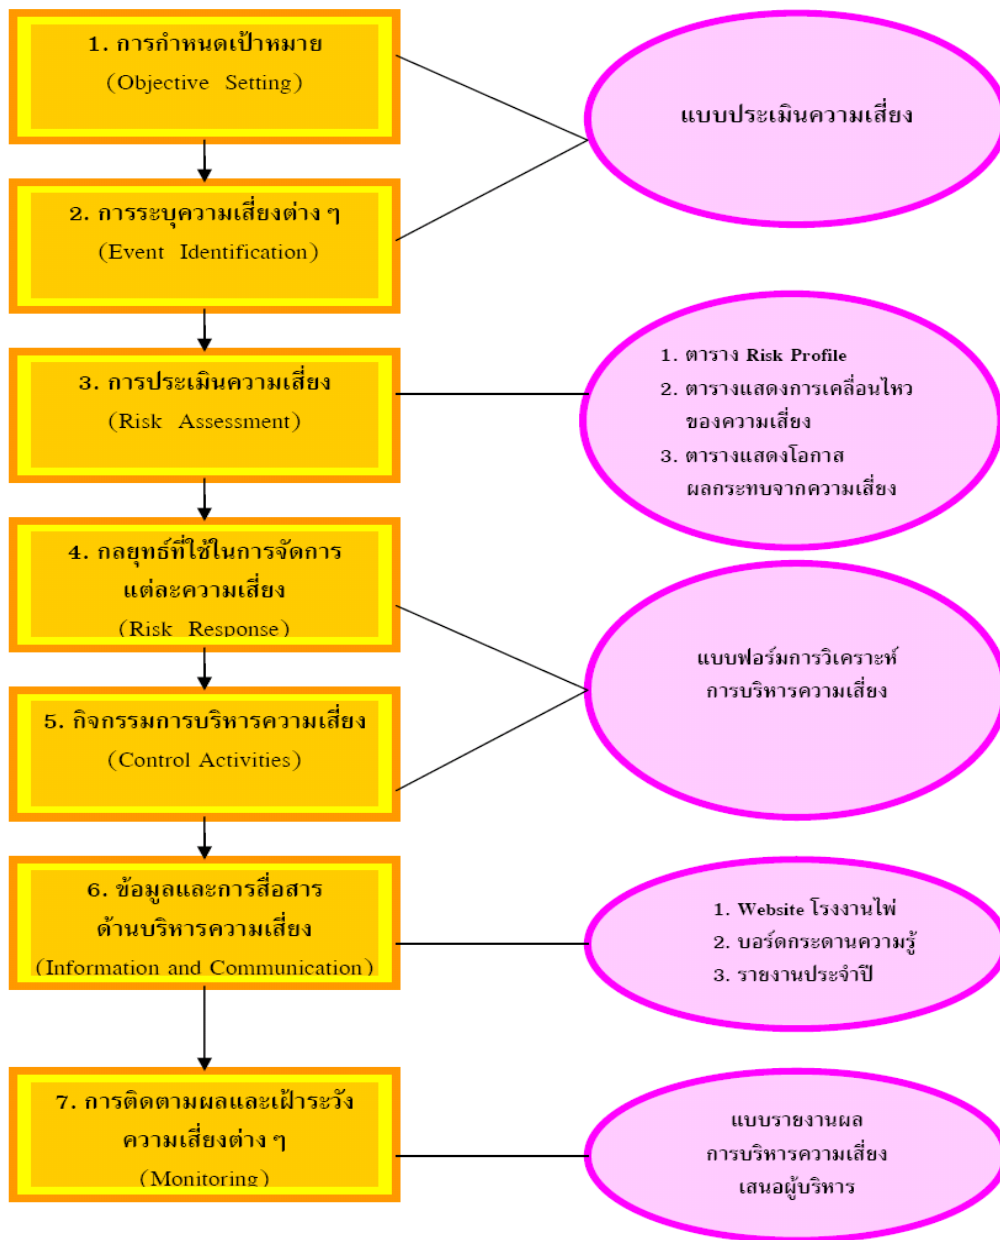 1. การกำหนดเป้าหมาย
(Objective Setting)
แบบประเมินความเสี่ยง
2. การระบุความเสี่ยงต่าง ๆ
(Event Identification)
3. การประเมินความเสี่ยง
(Risk Assessment)
1. ตาราง Risk Profile
2. ตารางแสดงการเคลื่อนไหว
ของความเสี่ยง
3. ตารางแสดงโอกาส
ผลกระทบจากความเสี่ยง
4. กลยุทธ์ที่ใช้ในการจัดการ
แต่ละความเสี่ยง
(Risk Response)
แบบฟอร์มการวิเคราะห์
การบริหารความเสี่ยง
5. กิจกรรมการบริหารความเสี่ยง
(Control Activities)
6. ข้อมูลและการสื่อสาร
ด้านบริหารความเสี่ยง
(Information and Communication)
1. Website โรงงานไพ่
2. บอร์ดกระดานความรู้
3. รายงานประจำปี
7. การติดตามผลและเฝ้าระวัง
ความเสี่ยงต่าง ๆ
(Monitoring)
แบบรายงานผล
การบริหารความเสี่ยง
เสนอผู้บริหาร